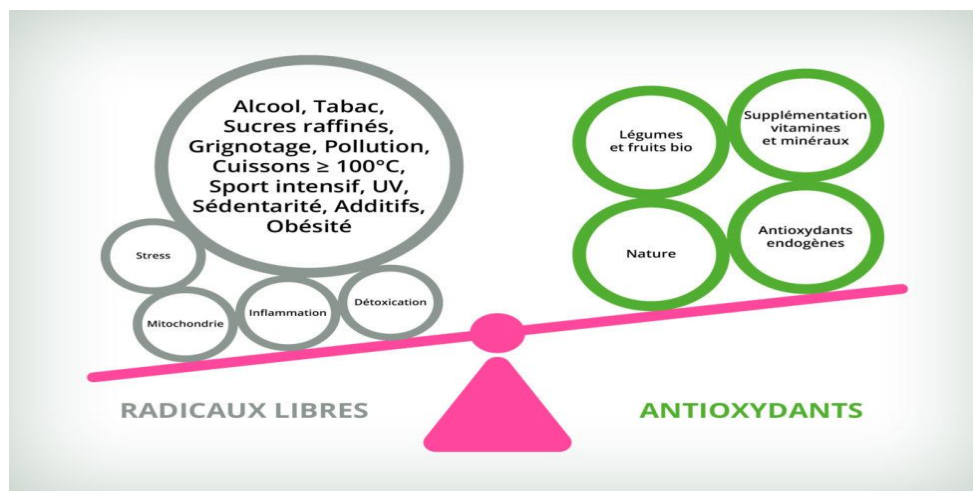 Alcool, Tabac,
Sucres raffinés,
Grignotage, Pollution,
Cuissons ≥ 100°C,
Sport intensif, UV,
Sédentarité, Additifs,
Obésité
Stress
Mitochondrie
Inflammation
Détoxication
Légumes
et fruits bio
Supplémentation
vitamines
et minéraux
Nature
Antioxydants
endogènes
RADICAUX LIBRES
ANTIOXYDANTS